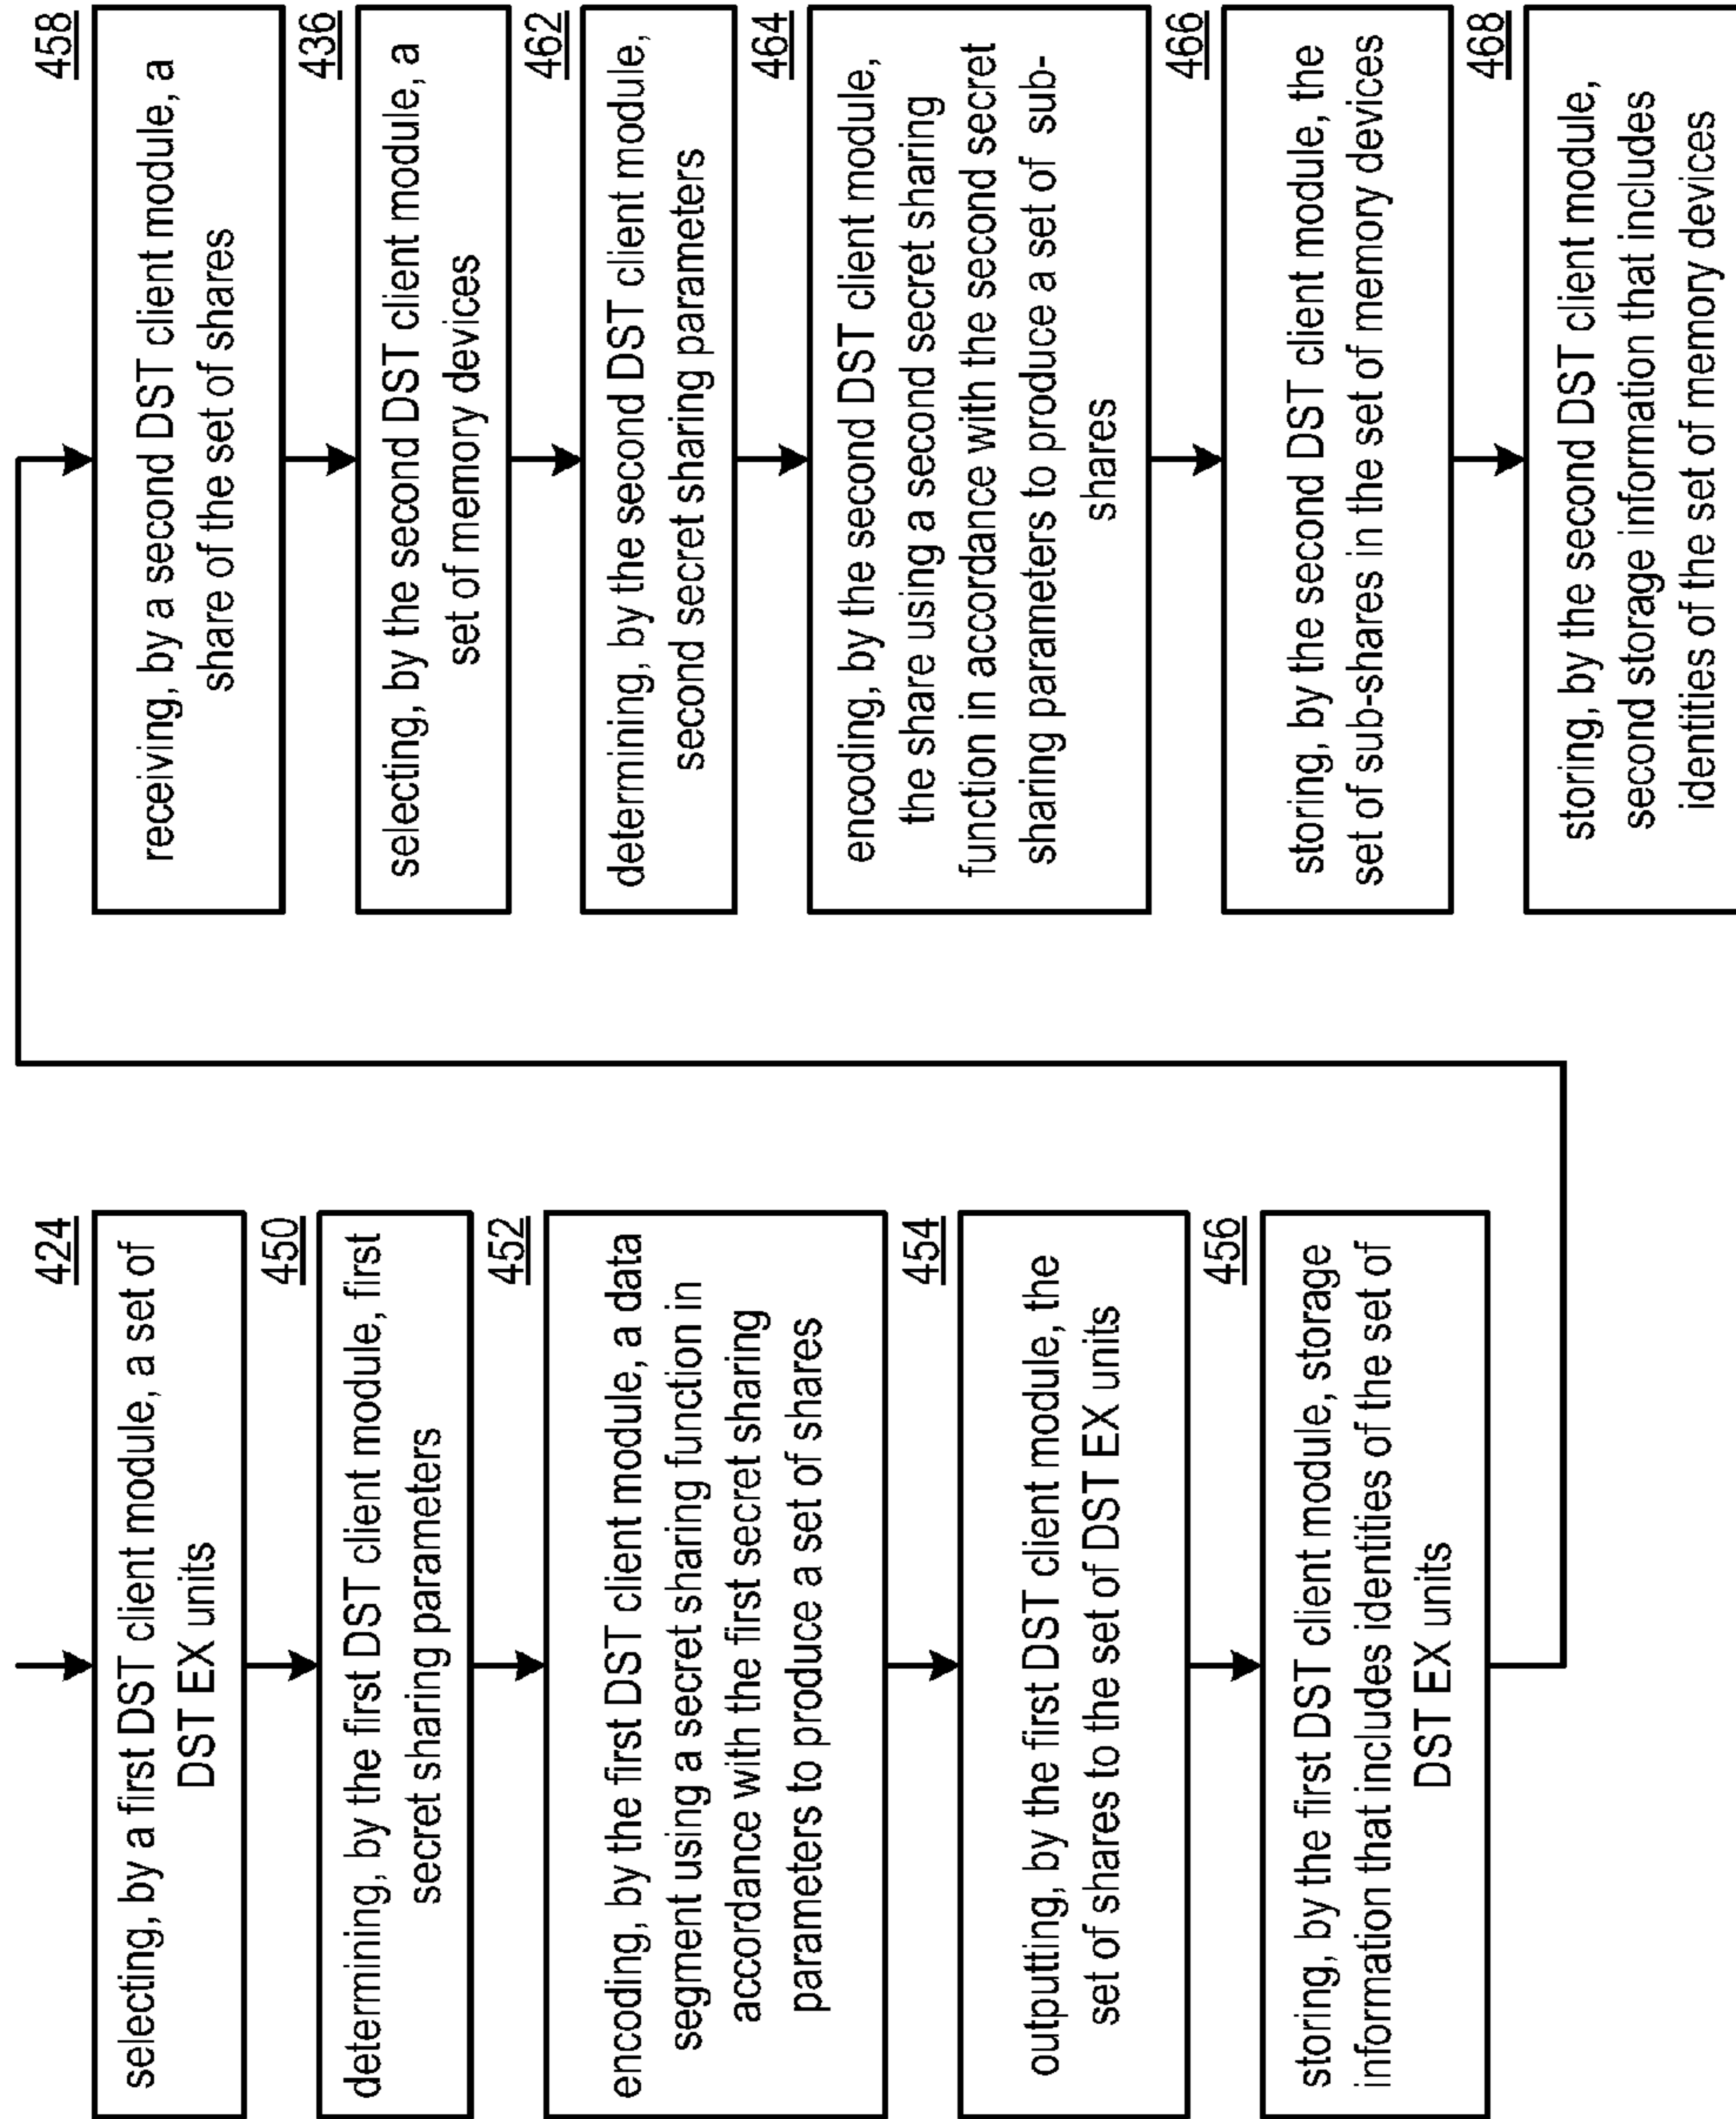 424
selecting, by a first DST client module, a set of
DST EX units
450
determining, by the first DST client module, first
secret sharing parameters
452
encoding, by the first DST client module, a data
segment using a secret sharing function in
accordance with the first secret sharing
parameters to produce a set of shares
454
outputting, by the first DST client module, the
set of shares to the set of DST EX units
456
storing, by the first DST client module, storage
information that includes identities of the set of
DST EX units
458
receiving, by a second DST client module, a
share of the set of shares
436
selecting, by the second DST client module, a
set of memory devices
462
determining, by the second DST client module,
second secret sharing parameters
464
encoding, by the second DST client module,
the share using a second secret sharing
function in accordance with the second secret
sharing parameters to produce a set of sub-
shares
466
storing, by the second DST client module, the
set of sub-shares in the set of memory devices
468
storing, by the second DST client module,
second storage information that includes
identities of the set of memory devices